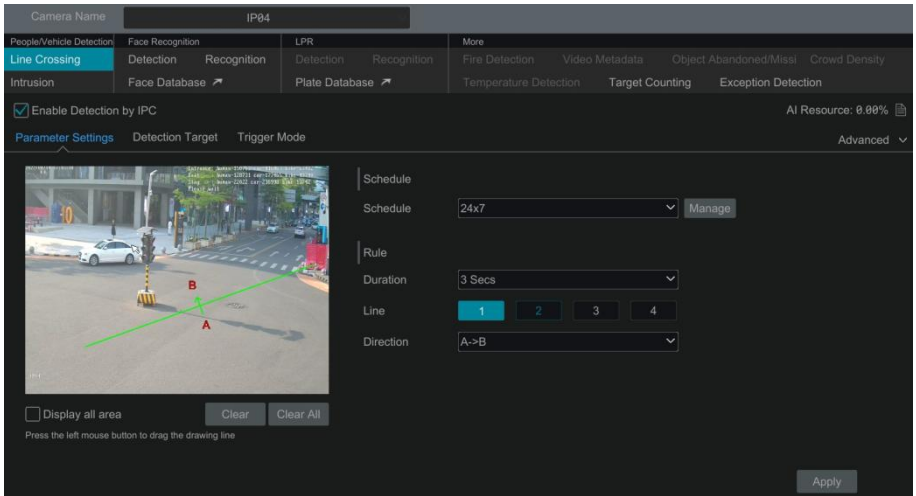 Camera Name IP04
People/Vehicle Detection Face Recognition LPR More
Line Crossing Detection Recognition Detection Recognition Fire Detection Video Metadata Object Abandoned/Missi Crowd Density
Intrusion Face Database Plate Database Temperature Detection Target Counting Exception Detection
Enable Detection by IPC AI Resource: 0.00%
Parameter Settings Detection Target Trigger Mode Advanced
Schedule
Schedule 24x7 Manage
Rule
Duration 3 Secs
Line 1 2 3 4
Direction A->B
B
A
Display all area Clear Clear All
Press the left mouse button to drag the drawing line
Apply